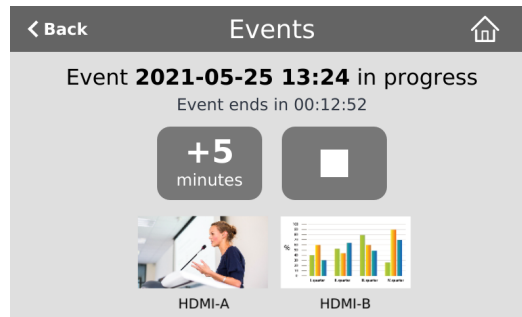 Back
Events
Event 2021-05-25 13:24 in progress
Event ends in 00:12:52
+5
minutes
%
HDMI-A
HDMI-B